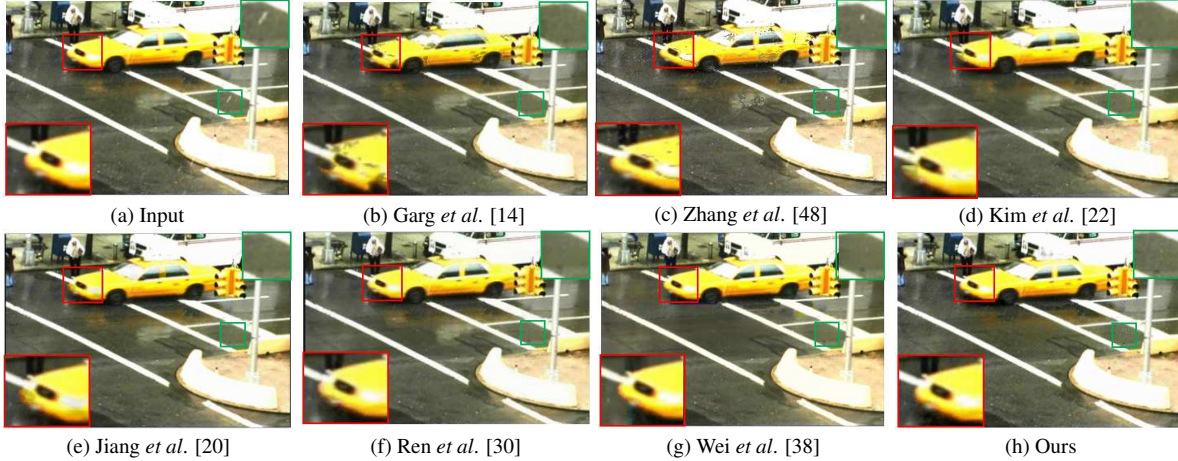 (a) Input
(b) Garg et al. [14]
(c) Zhang et al. [48]
(d) Kim et al. [22]
(e) Jiang et al. [20]
(f) Ren et al. [30]
(g) Wei et al. [38]
(h) Ours